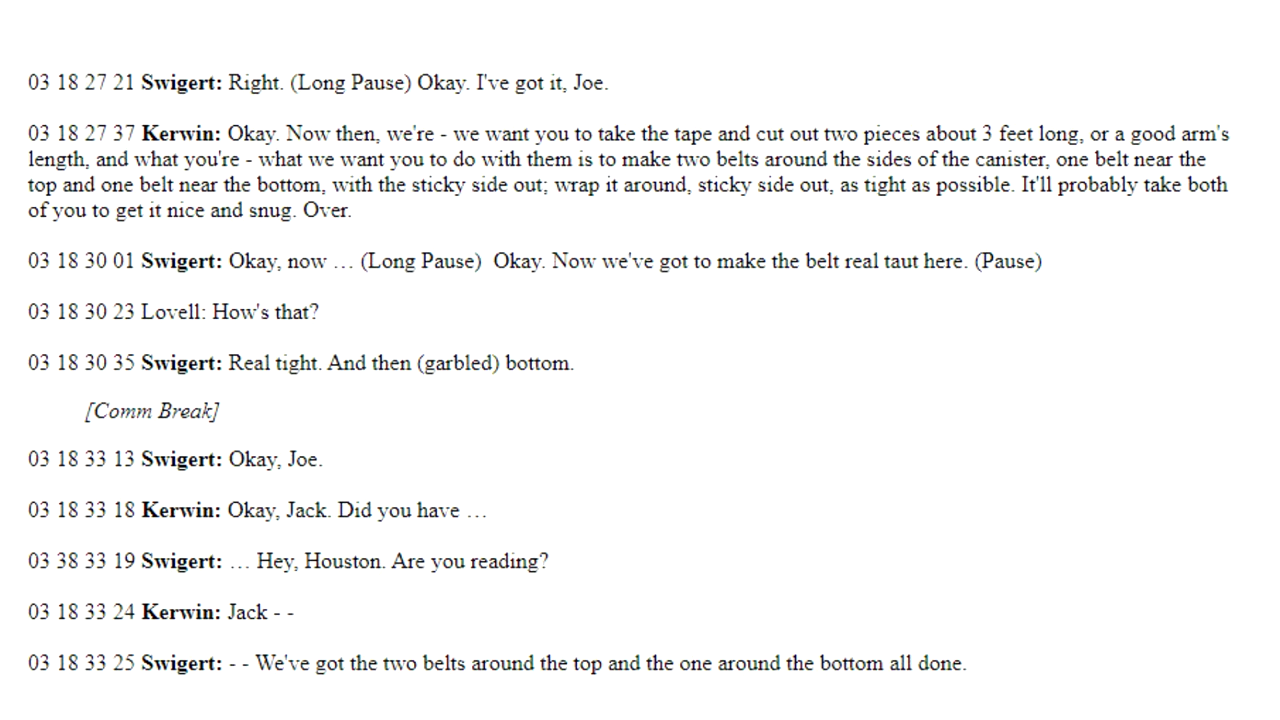 03 18 27 21 Swigert: Right. (Long Pause) Okay. I've got it, Joe.
03 18 27 37 Kerwin: Okay. Now then, we're - we want you to take the tape and cut out two pieces about 3 feet long, or a good arm's
length, and what you're - what we want you to do with them is to make two belts around the sides of the canister, one belt near the
top and one belt near the bottom, with the sticky side out; wrap it around, sticky side out, as tight as possible. It'll probably take both
of you to get it nice and snug. Over.
03 18 30 01 Swigert: Okay, now … (Long Pause)  Okay. Now we've got to make the belt real taut here. (Pause)
03 18 30 23 Lovell: How's that?
03 18 30 35 Swigert: Real tight. And then (garbled) bottom.
[Comm Break]
03 18 33 13 Swigert: Okay, Joe.
03 18 33 18 Kerwin: Okay, Jack. Did you have …
03 38 33 19 Swigert: … Hey, Houston. Are you reading?
03 18 33 24 Kerwin: Jack - -
03 18 33 25 Swigert: - - We've got the two belts around the top and the one around the bottom all done.